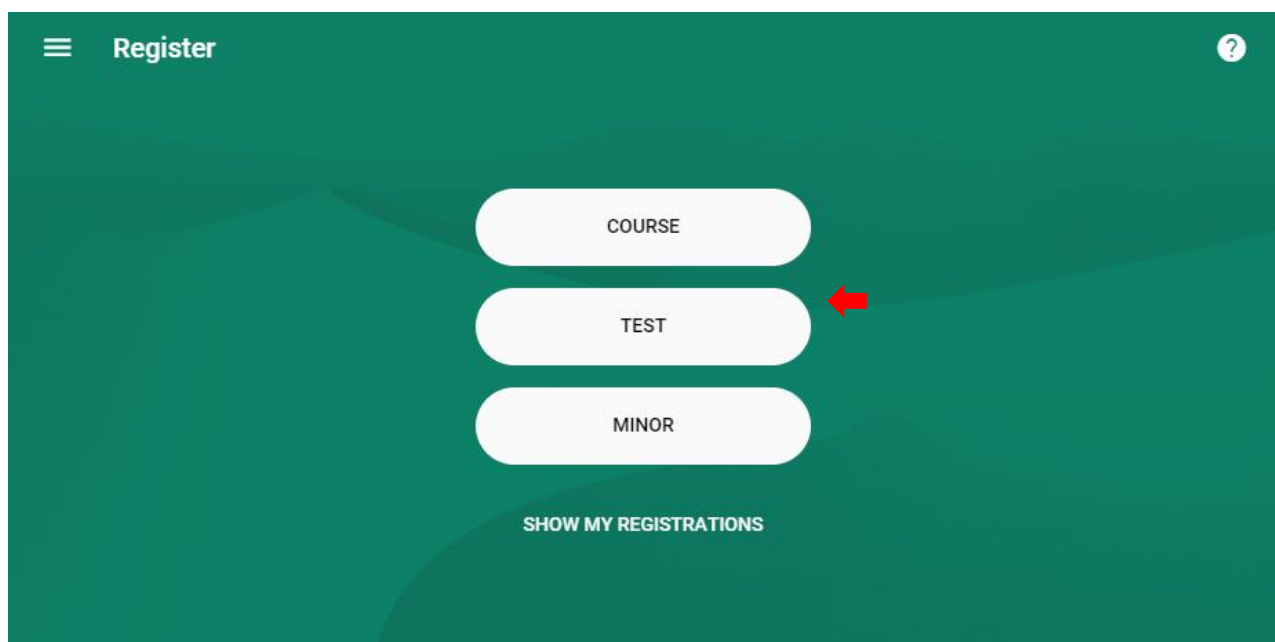 Register
?
COURSE
TEST
MINOR
SHOW MY REGISTRATIONS